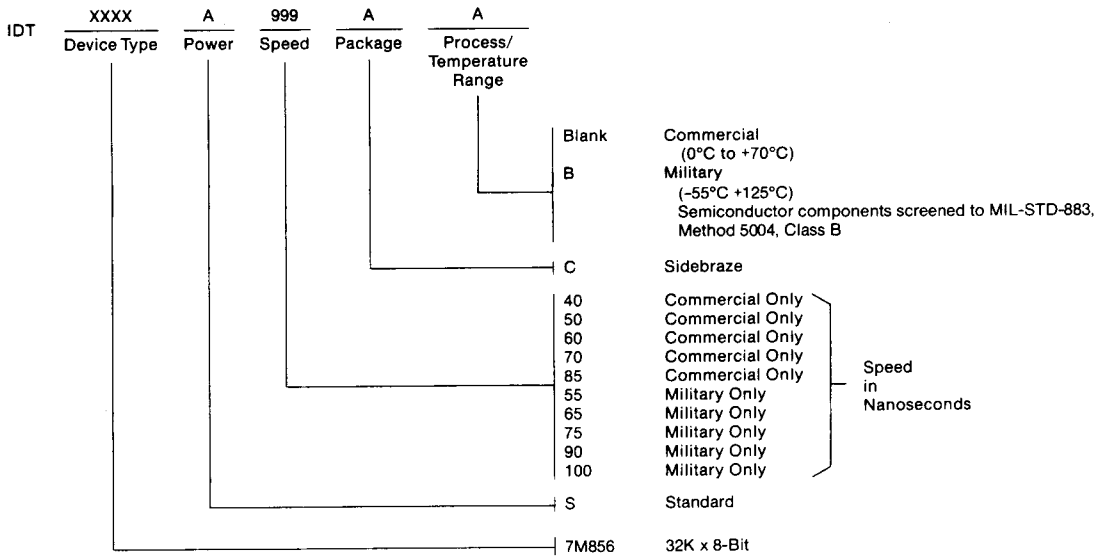 IDT XXXX A 999 A A
Device Type Power Speed Package Process/
Temperature
Range
Blank Commercial
(0°C to +70°C)
B Military
(–55°C +125°C)
Semiconductor components screened to MIL-STD-883,
Method 5004, Class B
C Sidebraze
40 Commercial Only
50 Commercial Only
60 Commercial Only
70 Commercial Only
85 Commercial Only
55 Military Only
65 Military Only
75 Military Only
90 Military Only
100 Military Only
Speed
in
Nanoseconds
S Standard
7M856 32K x 8-Bit